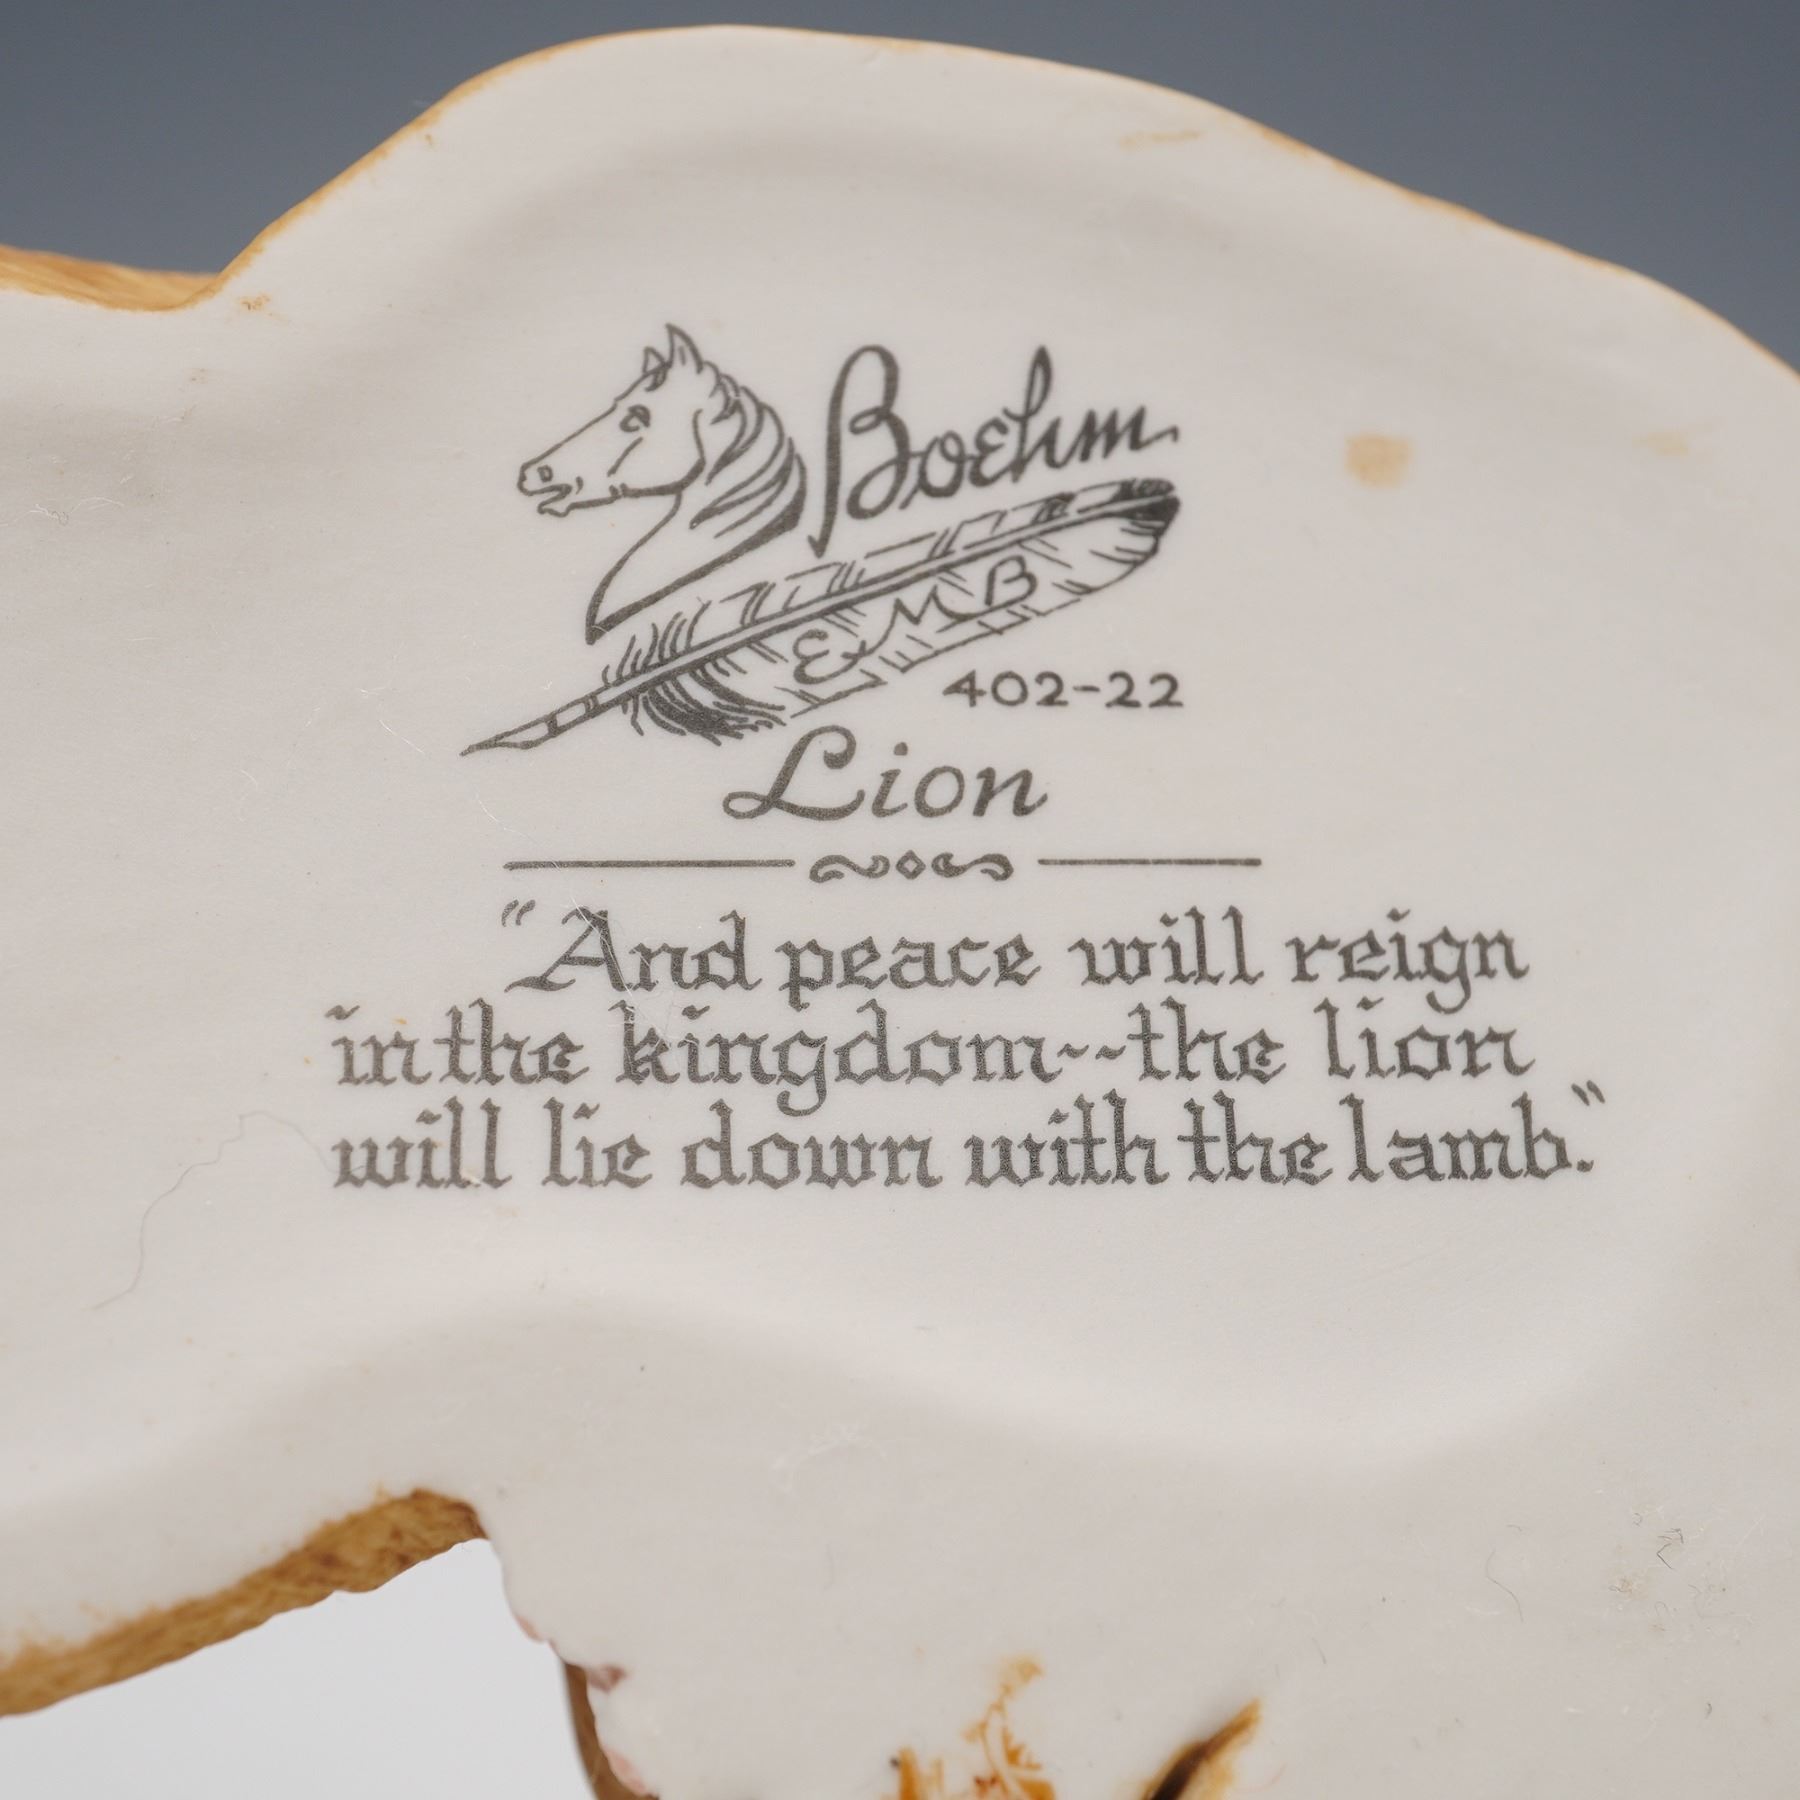 Boehm
EMB
402-22
Lion
"And peace will reign
in the kingdom--the lion
will lie down with the lamb."